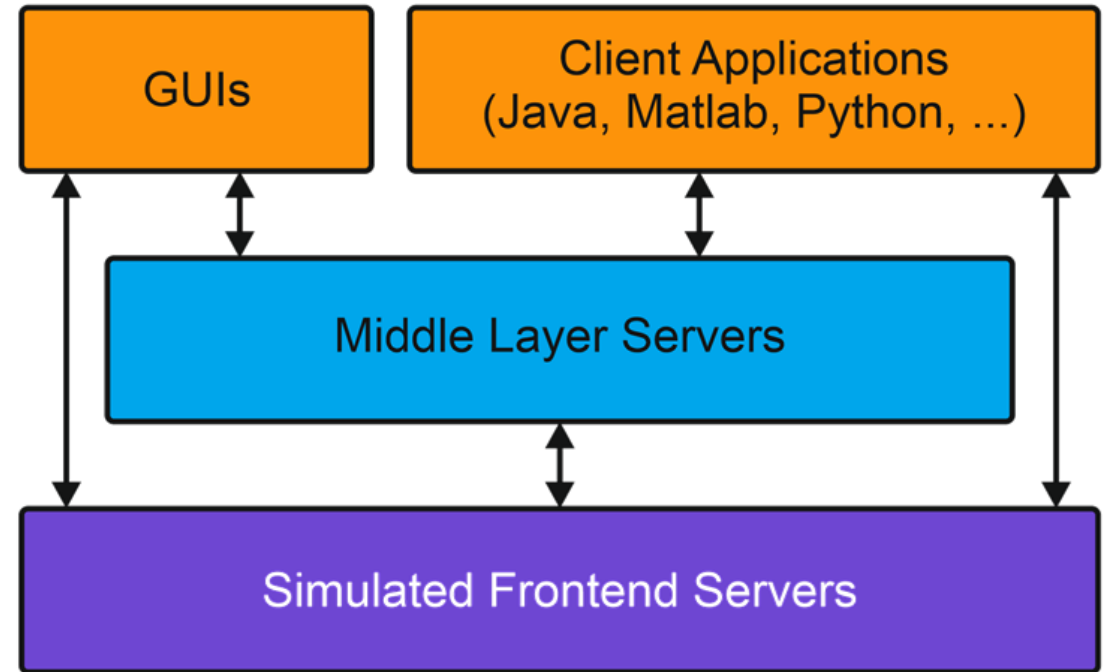 GUIs
Client Applications
(Java, Matlab, Python, ...)
Middle Layer Servers
Simulated Frontend Servers